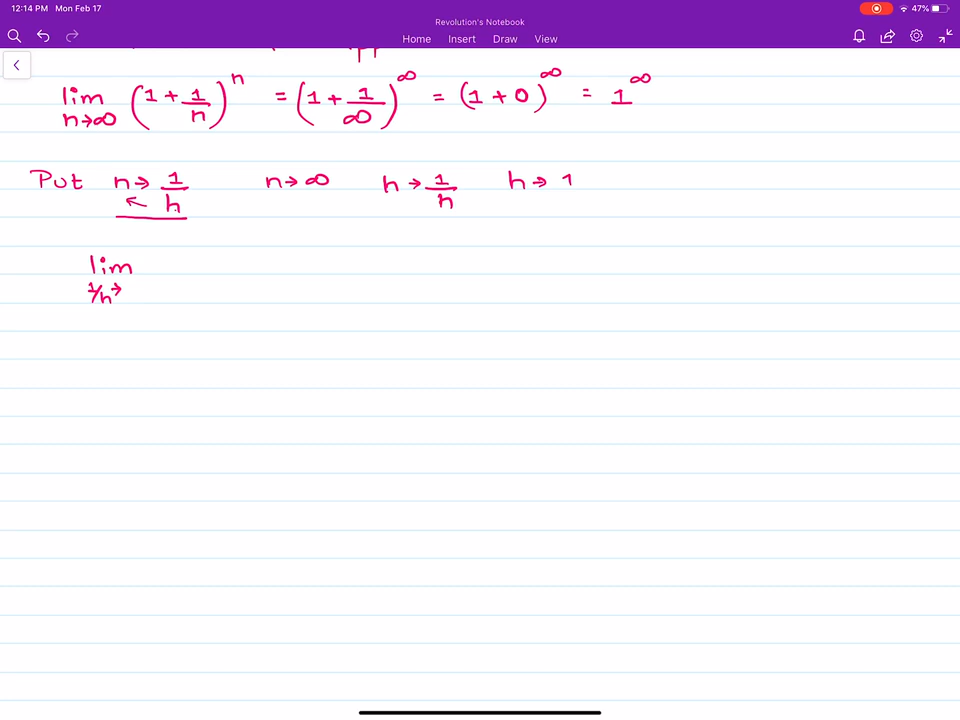 12:14 PM Mon Feb 17 47%
Revolution's Notebook
Home Insert Draw View
lim n→∞ (1 + 1/n)^n = (1 + 1/∞)^∞ = (1 + 0)^∞ = 1^∞
Put n → 1/h n → ∞ h → 1/n h → 1
←
lim
1/h →